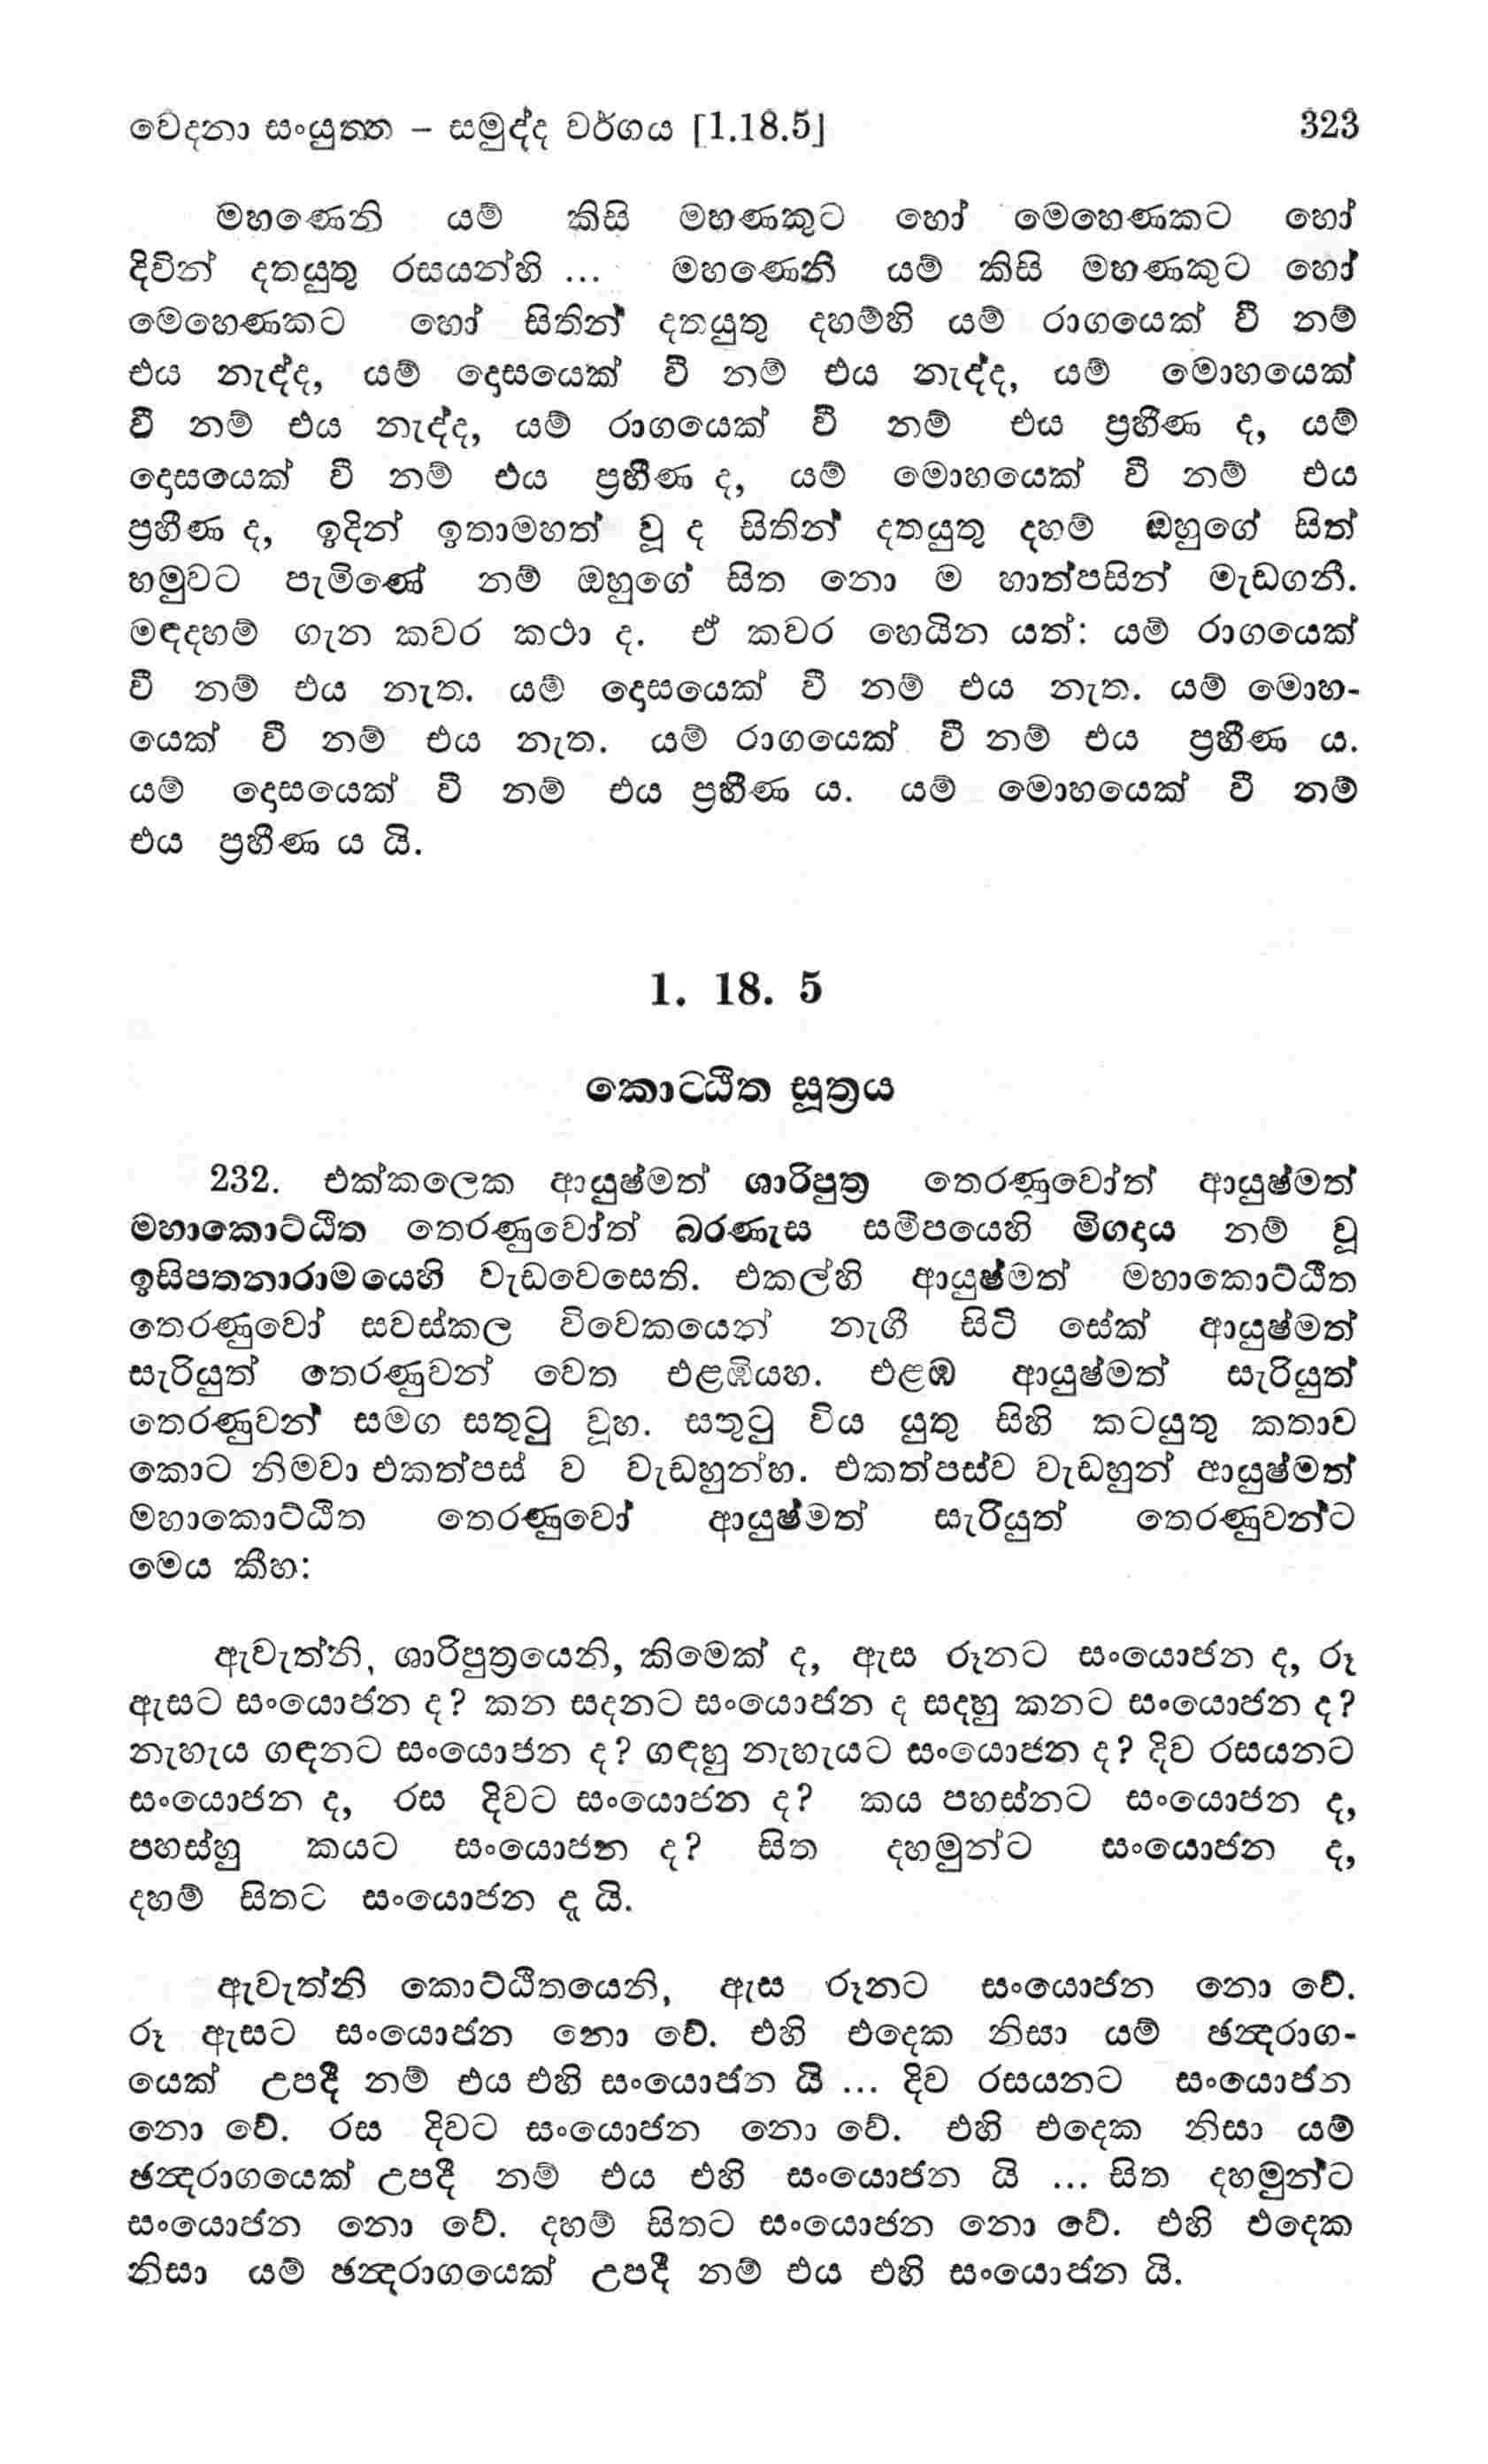 වෙදනා සංයුත්ත – සමුද්ද වර්ගය [1.18.5] 323
මහණෙනි යම් කිසි මහණකුට හෝ මෙහෙණකට හෝ
දිවින් දතයුතු රසයන්හි ... මහණෙනි යම් කිසි මහණකුට හෝ
මෙහෙණකට හෝ සිතින් දතයුතු දහම්හි යම් රාගයෙක් වී නම්
එය නැද්ද, යම් දොසයෙක් වී නම් එය නැද්ද, යම් මොහයෙක්
වී නම් එය නැද්ද, යම් රාගයෙක් වී නම් එය ප්‍රහීණ ද, යම්
දොසයෙක් වී නම් එය ප්‍රහීණ ද, යම් මොහයෙක් වී නම් එය
ප්‍රහීණ ද, ඉදින් ඉතාමහත් වූ ද සිතින් දතයුතු දහම් ඔහුගේ සිත්
හමුවට පැමිණේ නම් ඔහුගේ සිත නො ම හාත්පසින් මැඩගනී.
මඳදහම් ගැන කවර කථා ද. ඒ කවර හෙයින යත්: යම් රාගයෙක්
වී නම් එය නැත. යම් දොසයෙක් වී නම් එය නැත. යම් මොහ-
යෙක් වී නම් එය නැත. යම් රාගයෙක් වී නම් එය ප්‍රහීණ ය.
යම් දොසයෙක් වී නම් එය ප්‍රහීණ ය. යම් මොහයෙක් වී නම්
එය ප්‍රහීණ ය යි.
1. 18. 5
කොට්ඨිත සූත්‍රය
232. එක්කලෙක ආයුෂ්මත් ශාරිපුත්‍ර තෙරණුවෝත් ආයුෂ්මත්
මහාකොට්ඨිත තෙරණුවෝත් බරණැස සමීපයෙහි මිගදාය නම් වූ
ඉසිපතනාරාමයෙහි වැඩවෙසෙති. එකල්හි ආයුෂ්මත් මහාකොට්ඨිත
තෙරණුවෝ සවස්කල විවෙකයෙන් නැගී සිටි සේක් ආයුෂ්මත්
සැරියුත් තෙරණුවන් වෙත එළඹියහ. එළඹ ආයුෂ්මත් සැරියුත්
තෙරණුවන් සමග සතුටු වූහ. සතුටු විය යුතු සිහි කටයුතු කතාව
කොට නිමවා එකත්පස් ව වැඩහුන්හ. එකත්පස්ව වැඩහුන් ආයුෂ්මත්
මහාකොට්ඨිත තෙරණුවෝ ආයුෂ්මත් සැරියුත් තෙරණුවන්ට
මෙය කීහ:
ඇවැත්නි, ශාරිපුත්‍රයෙනි, කිමෙක් ද, ඇස රූනට සංයොජන ද, රූ
ඇසට සංයොජන ද? කන සදනට සංයොජන ද සදහු කනට සංයොජන ද?
නැහැය ගඳනට සංයොජන ද? ගඳහු නැහැයට සංයොජන ද? දිව රසයනට
සංයොජන ද, රස දිවට සංයොජන ද? කය පහස්නට සංයොජන ද,
පහස්හු කයට සංයොජන ද? සිත දහමුන්ට සංයොජන ද,
දහම් සිතට සංයොජන දැ යි.
ඇවැත්නි කොට්ඨිතයෙනි, ඇස රූනට සංයොජන නො වේ.
රූ ඇසට සංයොජන නො වේ. එහි එදෙක නිසා යම් ඡන්‍දරාග-
යෙක් උපදී නම් එය එහි සංයොජන යි ... දිව රසයනට සංයොජන
නො වේ. රස දිවට සංයොජන නො වේ. එහි එදෙක නිසා යම්
ඡන්‍දරාගයෙක් උපදී නම් එය එහි සංයොජන යි ... සිත දහමුන්ට
සංයොජන නො වේ. දහම් සිතට සංයොජන නො වේ. එහි එදෙක
නිසා යම් ඡන්‍දරාගයෙක් උපදී නම් එය එහි සංයොජන යි.